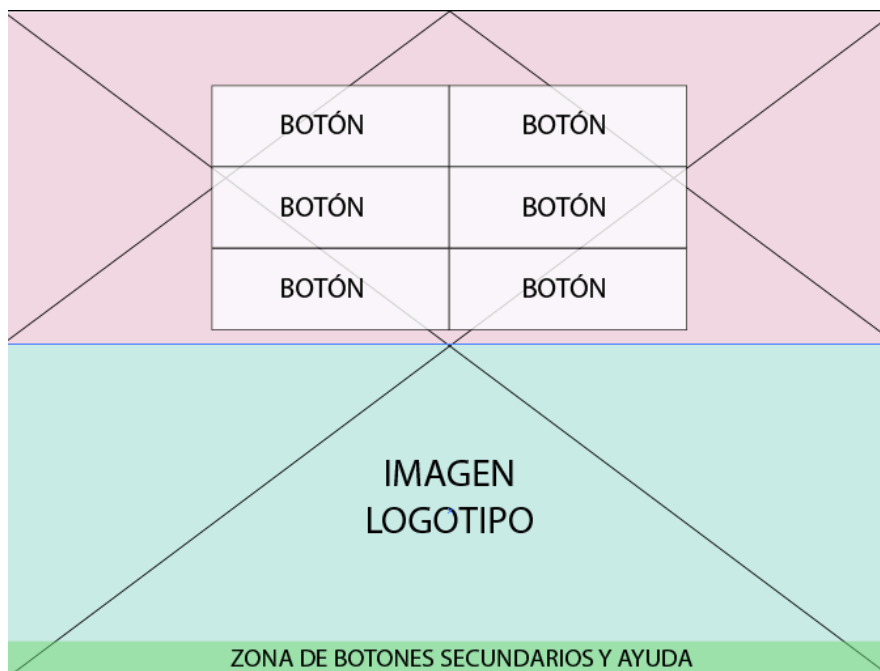 BOTÓN BOTÓN
BOTÓN BOTÓN
BOTÓN BOTÓN
IMAGEN
LOGOTIPO
ZONA DE BOTONES SECUNDARIOS Y AYUDA